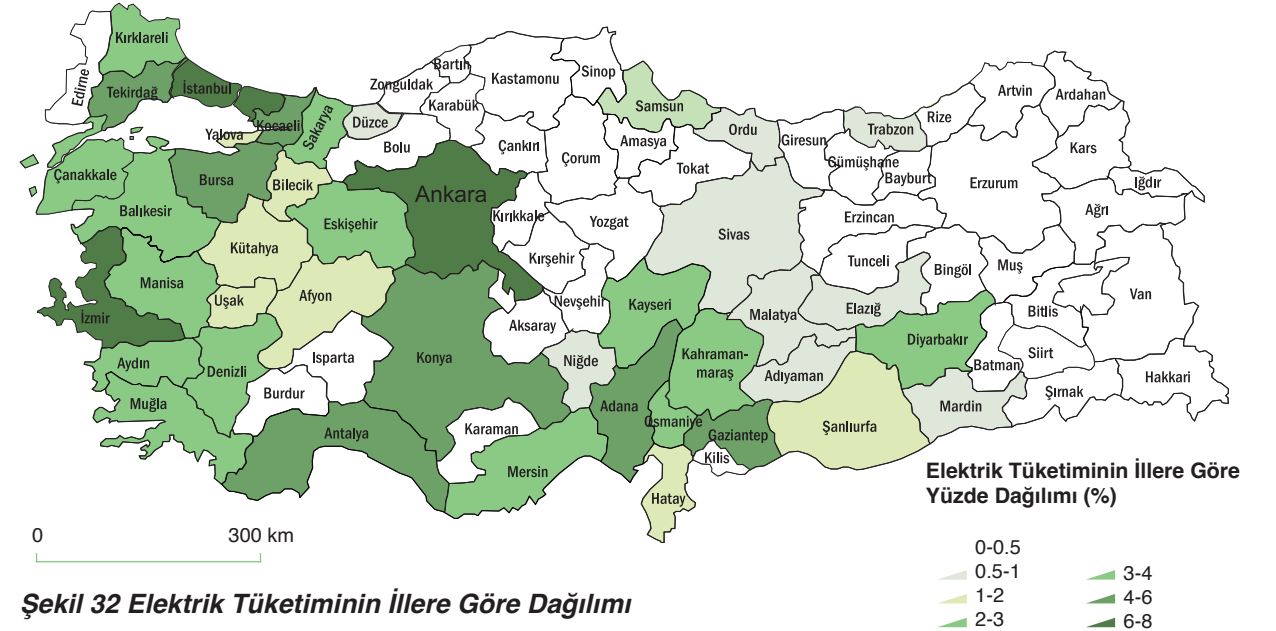 Kırklareli
Edirne
Tekirdağ
İstanbul
Kocaeli
Yalova
Sakarya
Düzce
Zonguldak
Bartın
Karabük
Kastamonu
Sinop
Bolu
Çankırı
Çorum
Samsun
Amasya
Tokat
Ordu
Giresun
Trabzon
Rize
Artvin
Ardahan
Gümüşhane
Bayburt
Kars
Erzurum
Iğdır
Ağrı
Çanakkale
Balıkesir
Bursa
Bilecik
Eskişehir
Ankara
Kırıkkale
Yozgat
Sivas
Erzincan
Tunceli
Bingöl
Muş
Bitlis
Van
Manisa
Kütahya
Uşak
Afyon
Kırşehir
Nevşehir
Kayseri
Malatya
Elazığ
İzmir
Aydın
Denizli
Isparta
Burdur
Konya
Aksaray
Niğde
Kahraman-
maraş
Adıyaman
Diyarbakır
Batman
Siirt
Şırnak
Hakkari
Mardin
Muğla
Antalya
Karaman
Mersin
Adana
Osmaniye
Gaziantep
Kilis
Şanlıurfa
Hatay
Elektrik Tüketiminin İllere Göre
Yüzde Dağılımı (%)
0-0.5
0.5-1
1-2
2-3
3-4
4-6
6-8
0 300 km
Şekil 32 Elektrik Tüketiminin İllere Göre Dağılımı